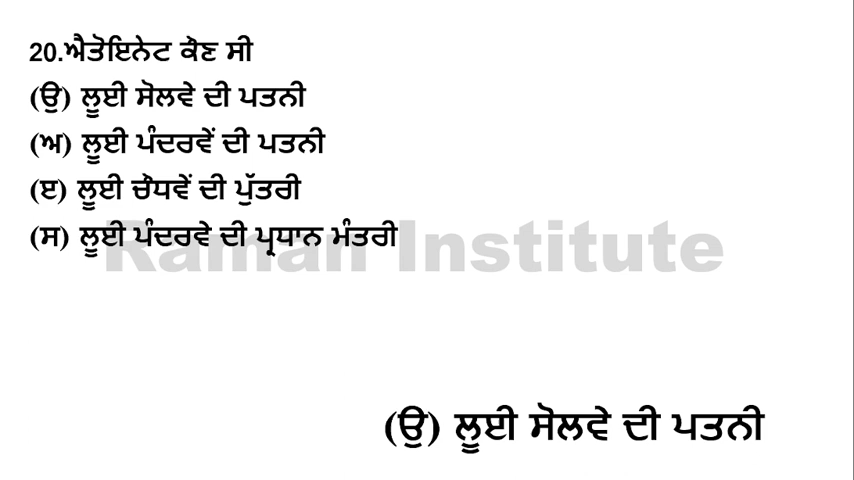 20.ਐਤੋਇਨੇਟ ਕੌਣ ਸੀ
(ਉ) ਲੂਈ ਸੋਲਵੇ ਦੀ ਪਤਨੀ
(ਅ) ਲੂਈ ਪੰਦਰਵੇਂ ਦੀ ਪਤਨੀ
(ੲ) ਲੂਈ ਚੌਧਵੇਂ ਦੀ ਪੁੱਤਰੀ
(ਸ) ਲੂਈ ਪੰਦਰਵੇ ਦੀ ਪ੍ਰਧਾਨ ਮੰਤਰੀ
Raman Institute
(ਉ) ਲੂਈ ਸੋਲਵੇ ਦੀ ਪਤਨੀ